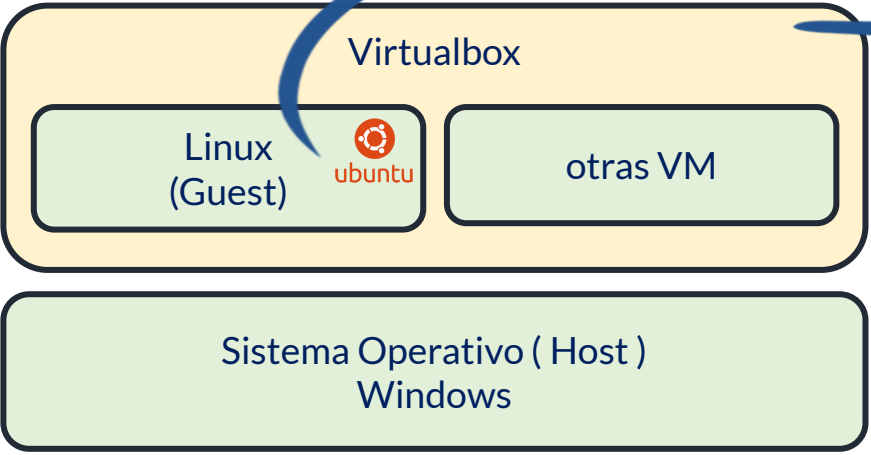 Virtualbox
Linux
(Guest)
ubuntu
otras VM
Sistema Operativo ( Host )
Windows